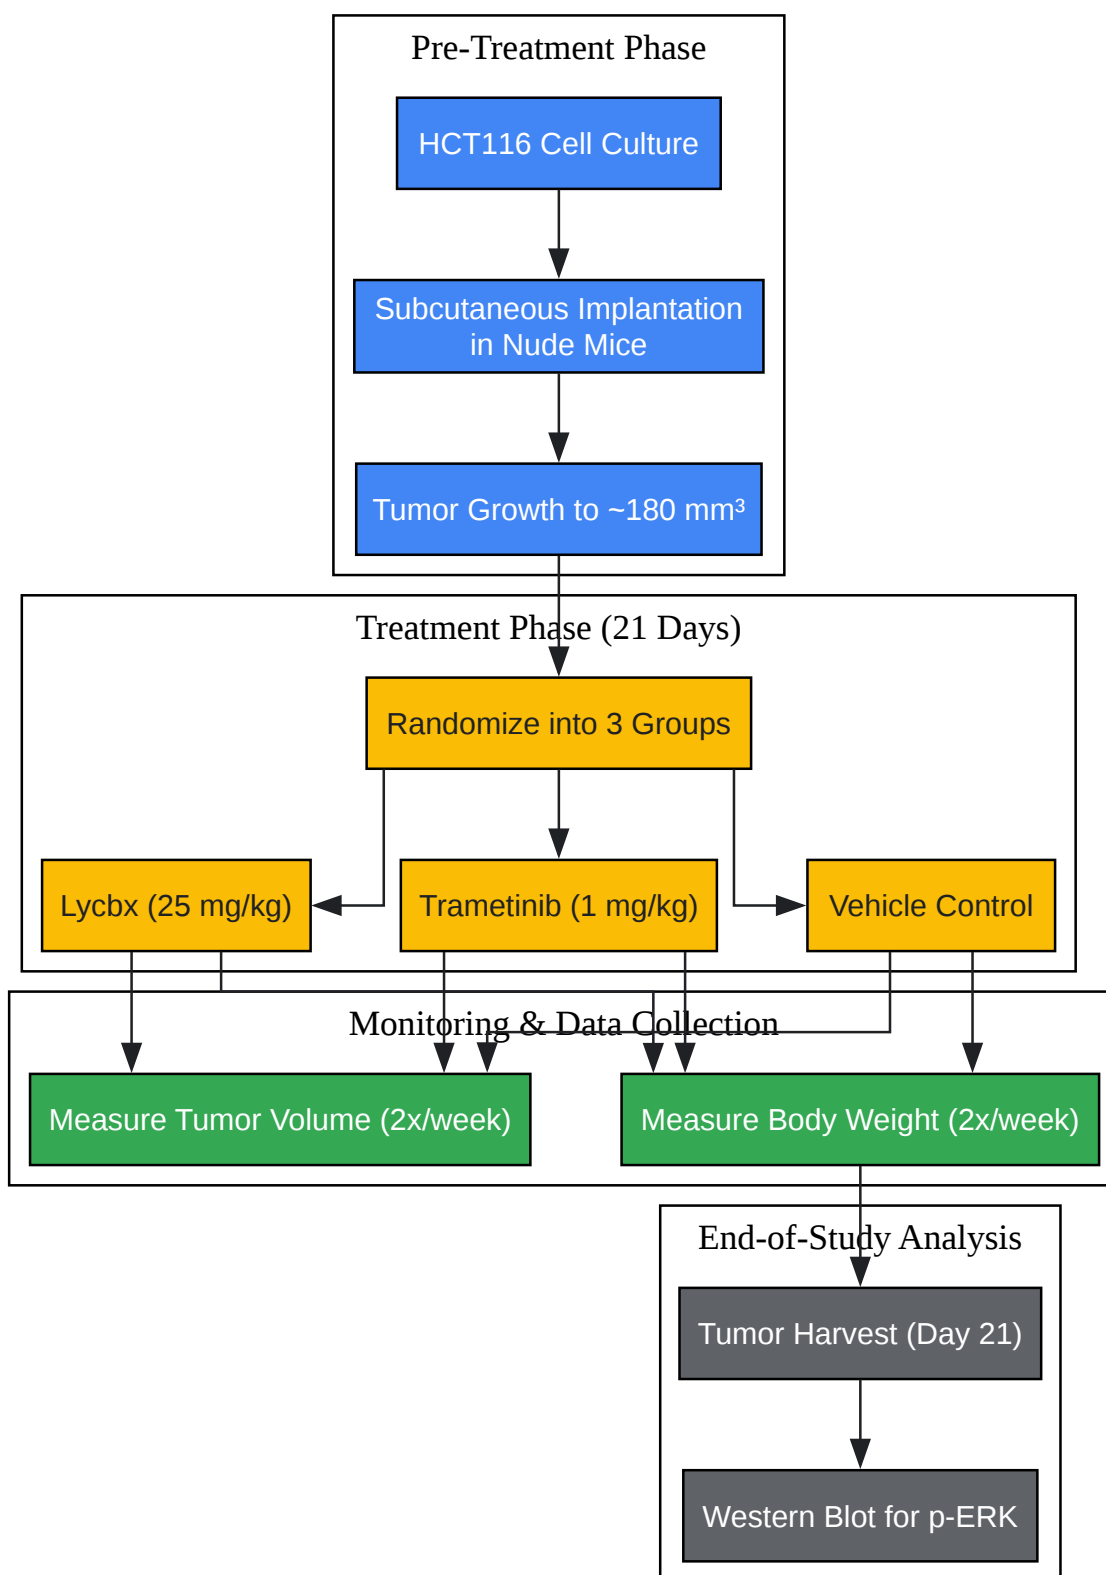 Pre-Treatment Phase
HCT116 Cell Culture
Subcutaneous Implantation
in Nude Mice
Tumor Growth to ~180 mm³
Treatment Phase (21 Days)
Randomize into 3 Groups
Lycbx (25 mg/kg)
Trametinib (1 mg/kg)
Vehicle Control
Monitoring & Data Collection
Measure Tumor Volume (2x/week)
Measure Body Weight (2x/week)
End-of-Study Analysis
Tumor Harvest (Day 21)
Western Blot for p-ERK